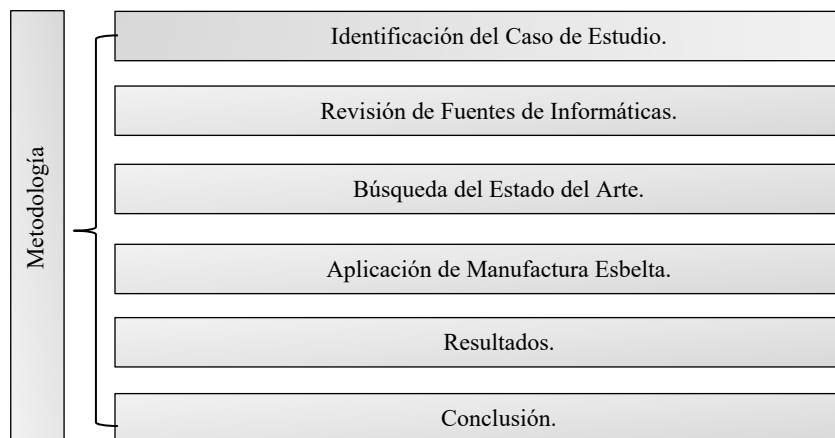 Metodología
Identificación del Caso de Estudio.
Revisión de Fuentes de Informáticas.
Búsqueda del Estado del Arte.
Aplicación de Manufactura Esbelta.
Resultados.
Conclusión.